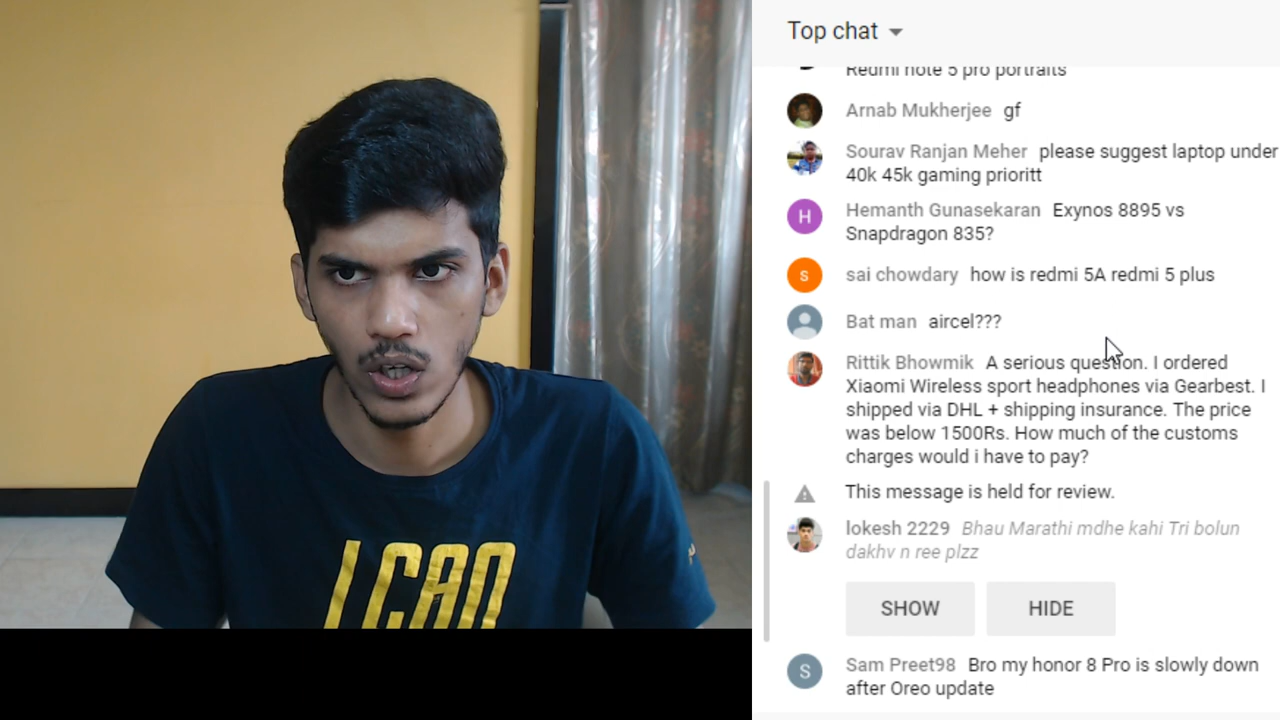 I CAN
Top chat
Redmi note 5 pro portraits
Arnab Mukherjee gf
Sourav Ranjan Meher please suggest laptop under
40k 45k gaming prioritt
H Hemanth Gunasekaran Exynos 8895 vs
Snapdragon 835?
s sai chowdary how is redmi 5A redmi 5 plus
Bat man aircel???
Rittik Bhowmik A serious question. I ordered
Xiaomi Wireless sport headphones via Gearbest. I
shipped via DHL + shipping insurance. The price
was below 1500Rs. How much of the customs
charges would i have to pay?
This message is held for review.
lokesh 2229 Bhau Marathi mdhe kahi Tri bolun
dakhv n ree plzz
SHOW HIDE
S Sam Preet98 Bro my honor 8 Pro is slowly down
after Oreo update